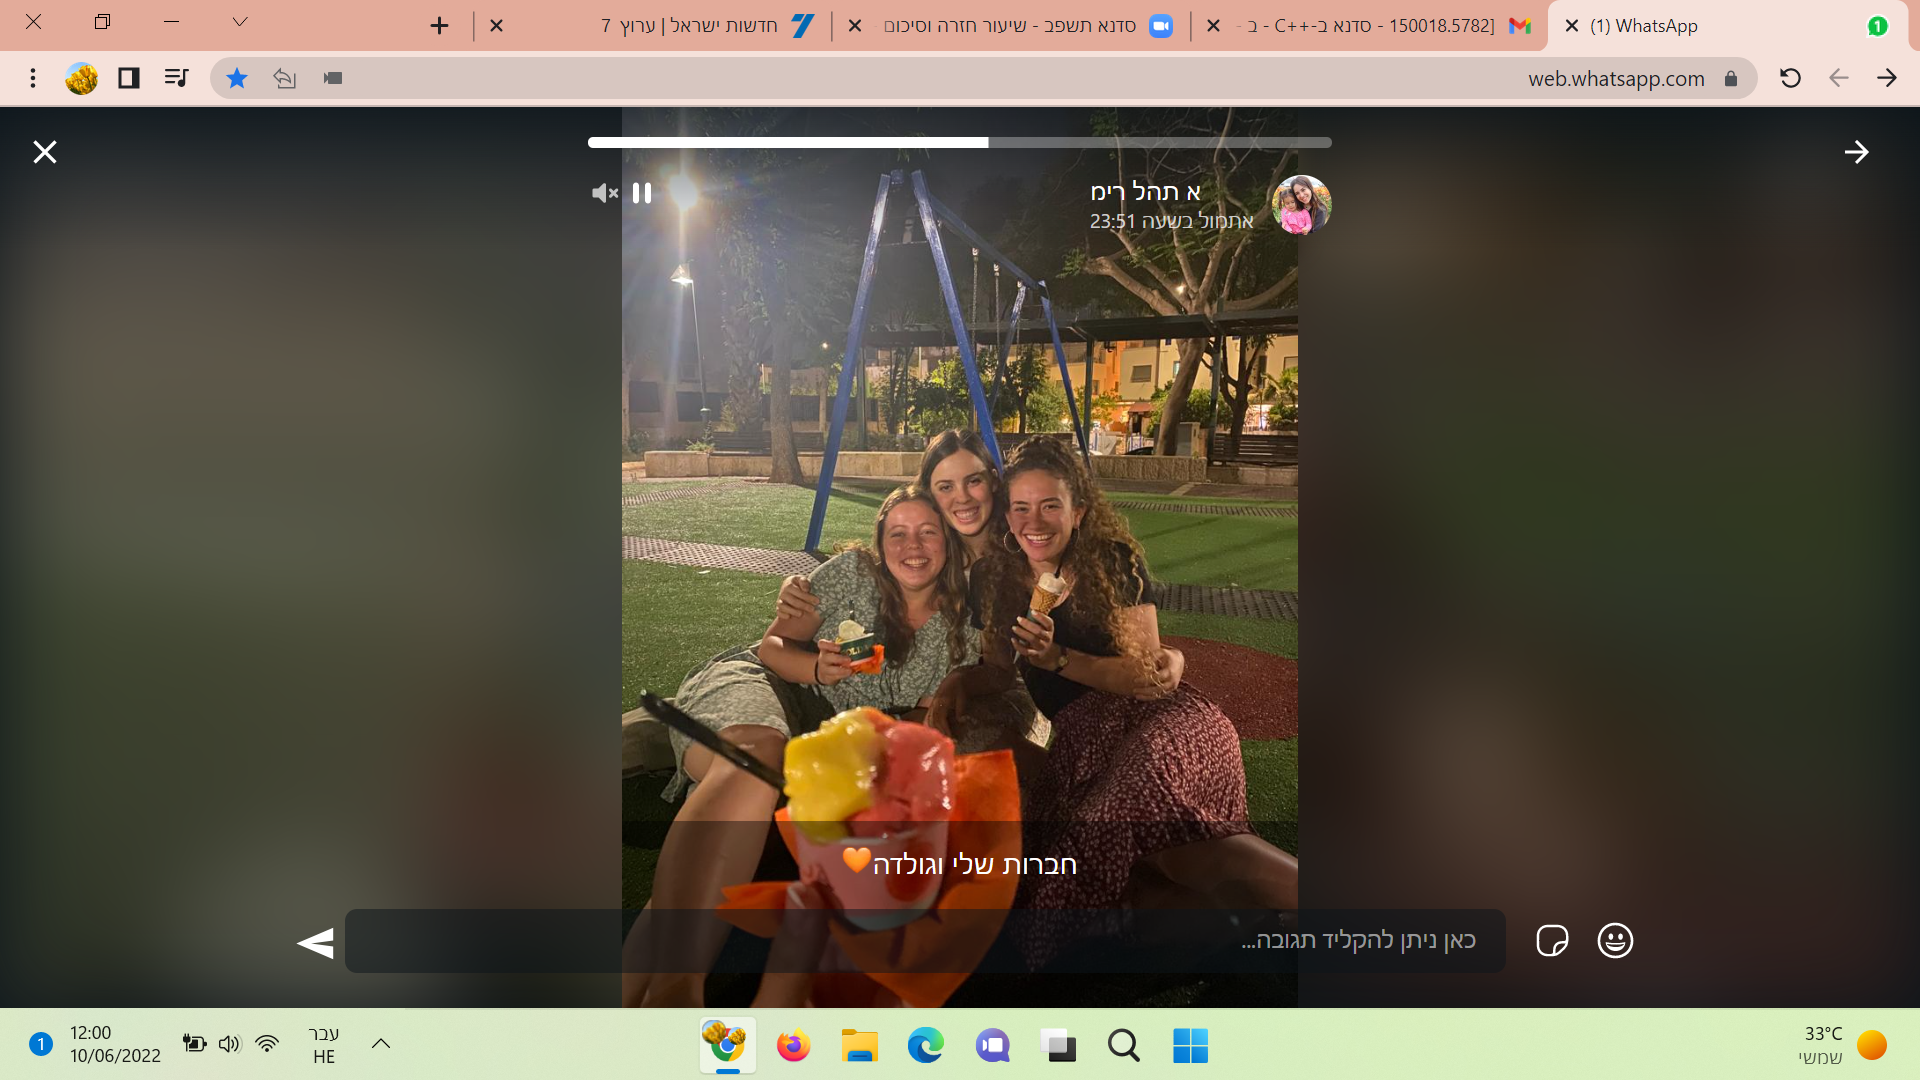 (1) WhatsApp
150018.5782] - סדנא ב-C++ - ב -
סדנא תשפב - שיעור חזרה וסיכום -
חדשות ישראל | ערוץ 7
web.whatsapp.com
א תהל רימ
אתמול בשעה 23:51
חברות שלי וגולדה🧡
כאן ניתן להקליד תגובה...
33°C
שמשי
עבר
HE
12:00
10/06/2022
1